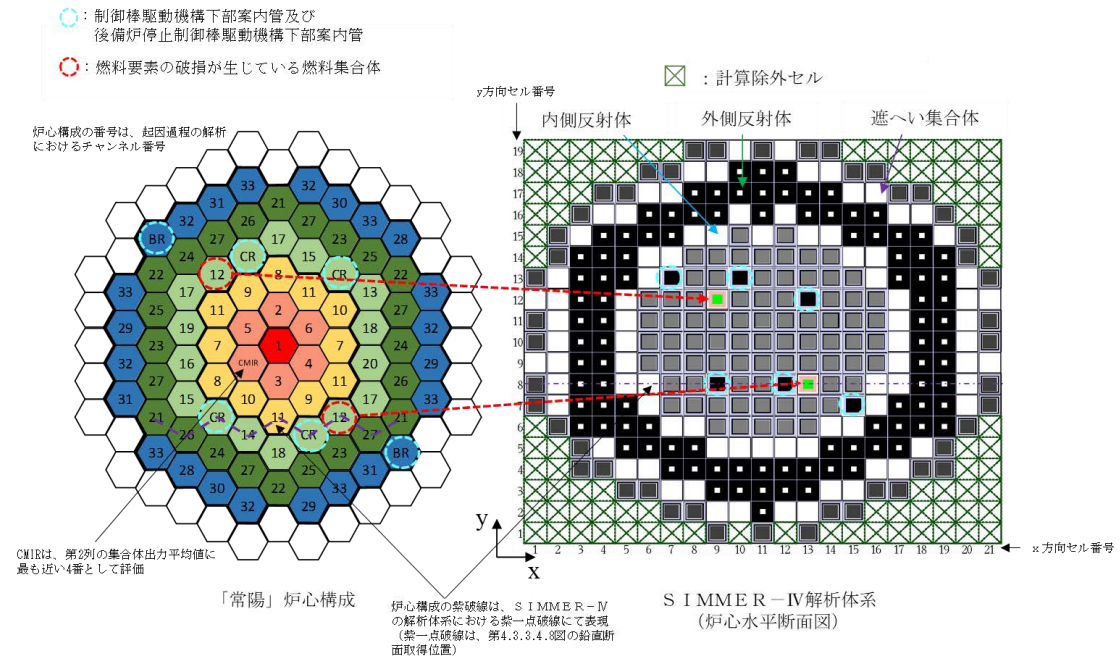 ：制御棒駆動機構下部案内管及び
後備炉停止制御棒駆動機構下部案内管
：燃料要素の破損が生じている燃料集合体
炉心構成の番号は、起因過程の解析
におけるチャンネル番号
33 32
31 21 30
32 26 27 33
BR 27 17 23 28
24 CR 15 25
22 12 8 CR 22
33 17 9 11 13 33
25 11 2 10 27
29 19 5 6 18 24
23 7 1 7 22
32 16 CMIR 4 20 29
27 8 3 11 26
31 15 10 9 17 33
21 CR 11 12 21
26 14 CR 27
33 24 18 23 BR
28 27 25 31
30 22 33
32 29
CMIRは、第2列の集合体出力平均値に
最も近い4番として評価
「常陽」炉心構成
炉心構成の紫破線は、ＳＩＭＭＥＲ－Ⅳ
の解析体系における紫一点破線にて表現
（紫一点破線は、第4.3.3.4.8図の鉛直断
面取得位置）
：計算除外セル
y方向セル番号
内側反射体
外側反射体
遮へい集合体
19
18
17
16
15
14
13
12
11
10
9
8
7
6
5
4
3
2
1
1 2 3 4 5 6 7 8 9 10 11 12 13 14 15 16 17 18 19 20 21
x方向セル番号
y
x
ＳＩＭＭＥＲ－Ⅳ解析体系
（炉心水平断面図）